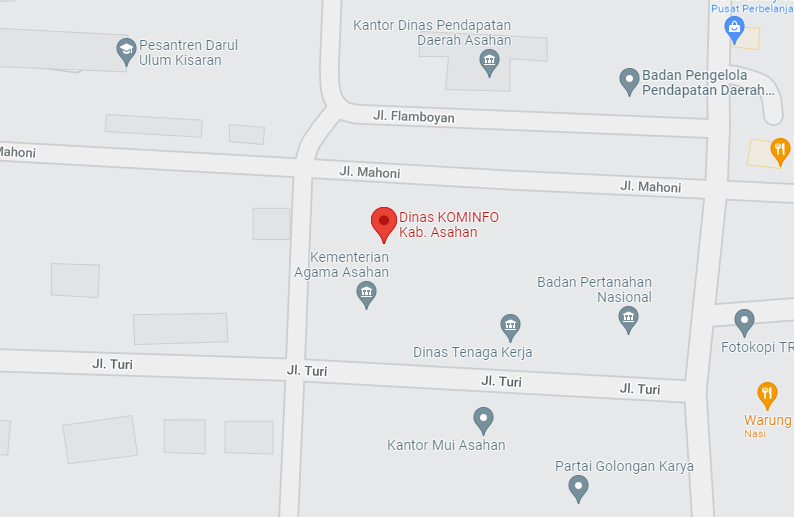 Pusat Perbelanja
Kantor Dinas Pendapatan
Daerah Asahan
Pesantren Darul
Ulum Kisaran
Badan Pengelola
Pendapatan Daerah...
Jl. Flamboyan
Mahoni
Jl. Mahoni
Jl. Mahoni
Dinas KOMINFO
Kab. Asahan
Kementerian
Agama Asahan
Badan Pertanahan
Nasional
Dinas Tenaga Kerja
Fotokopi TR
Jl. Turi
Jl. Turi
Jl. Turi
Jl. Turi
Warung
Nasi
Kantor Mui Asahan
Partai Golongan Karya